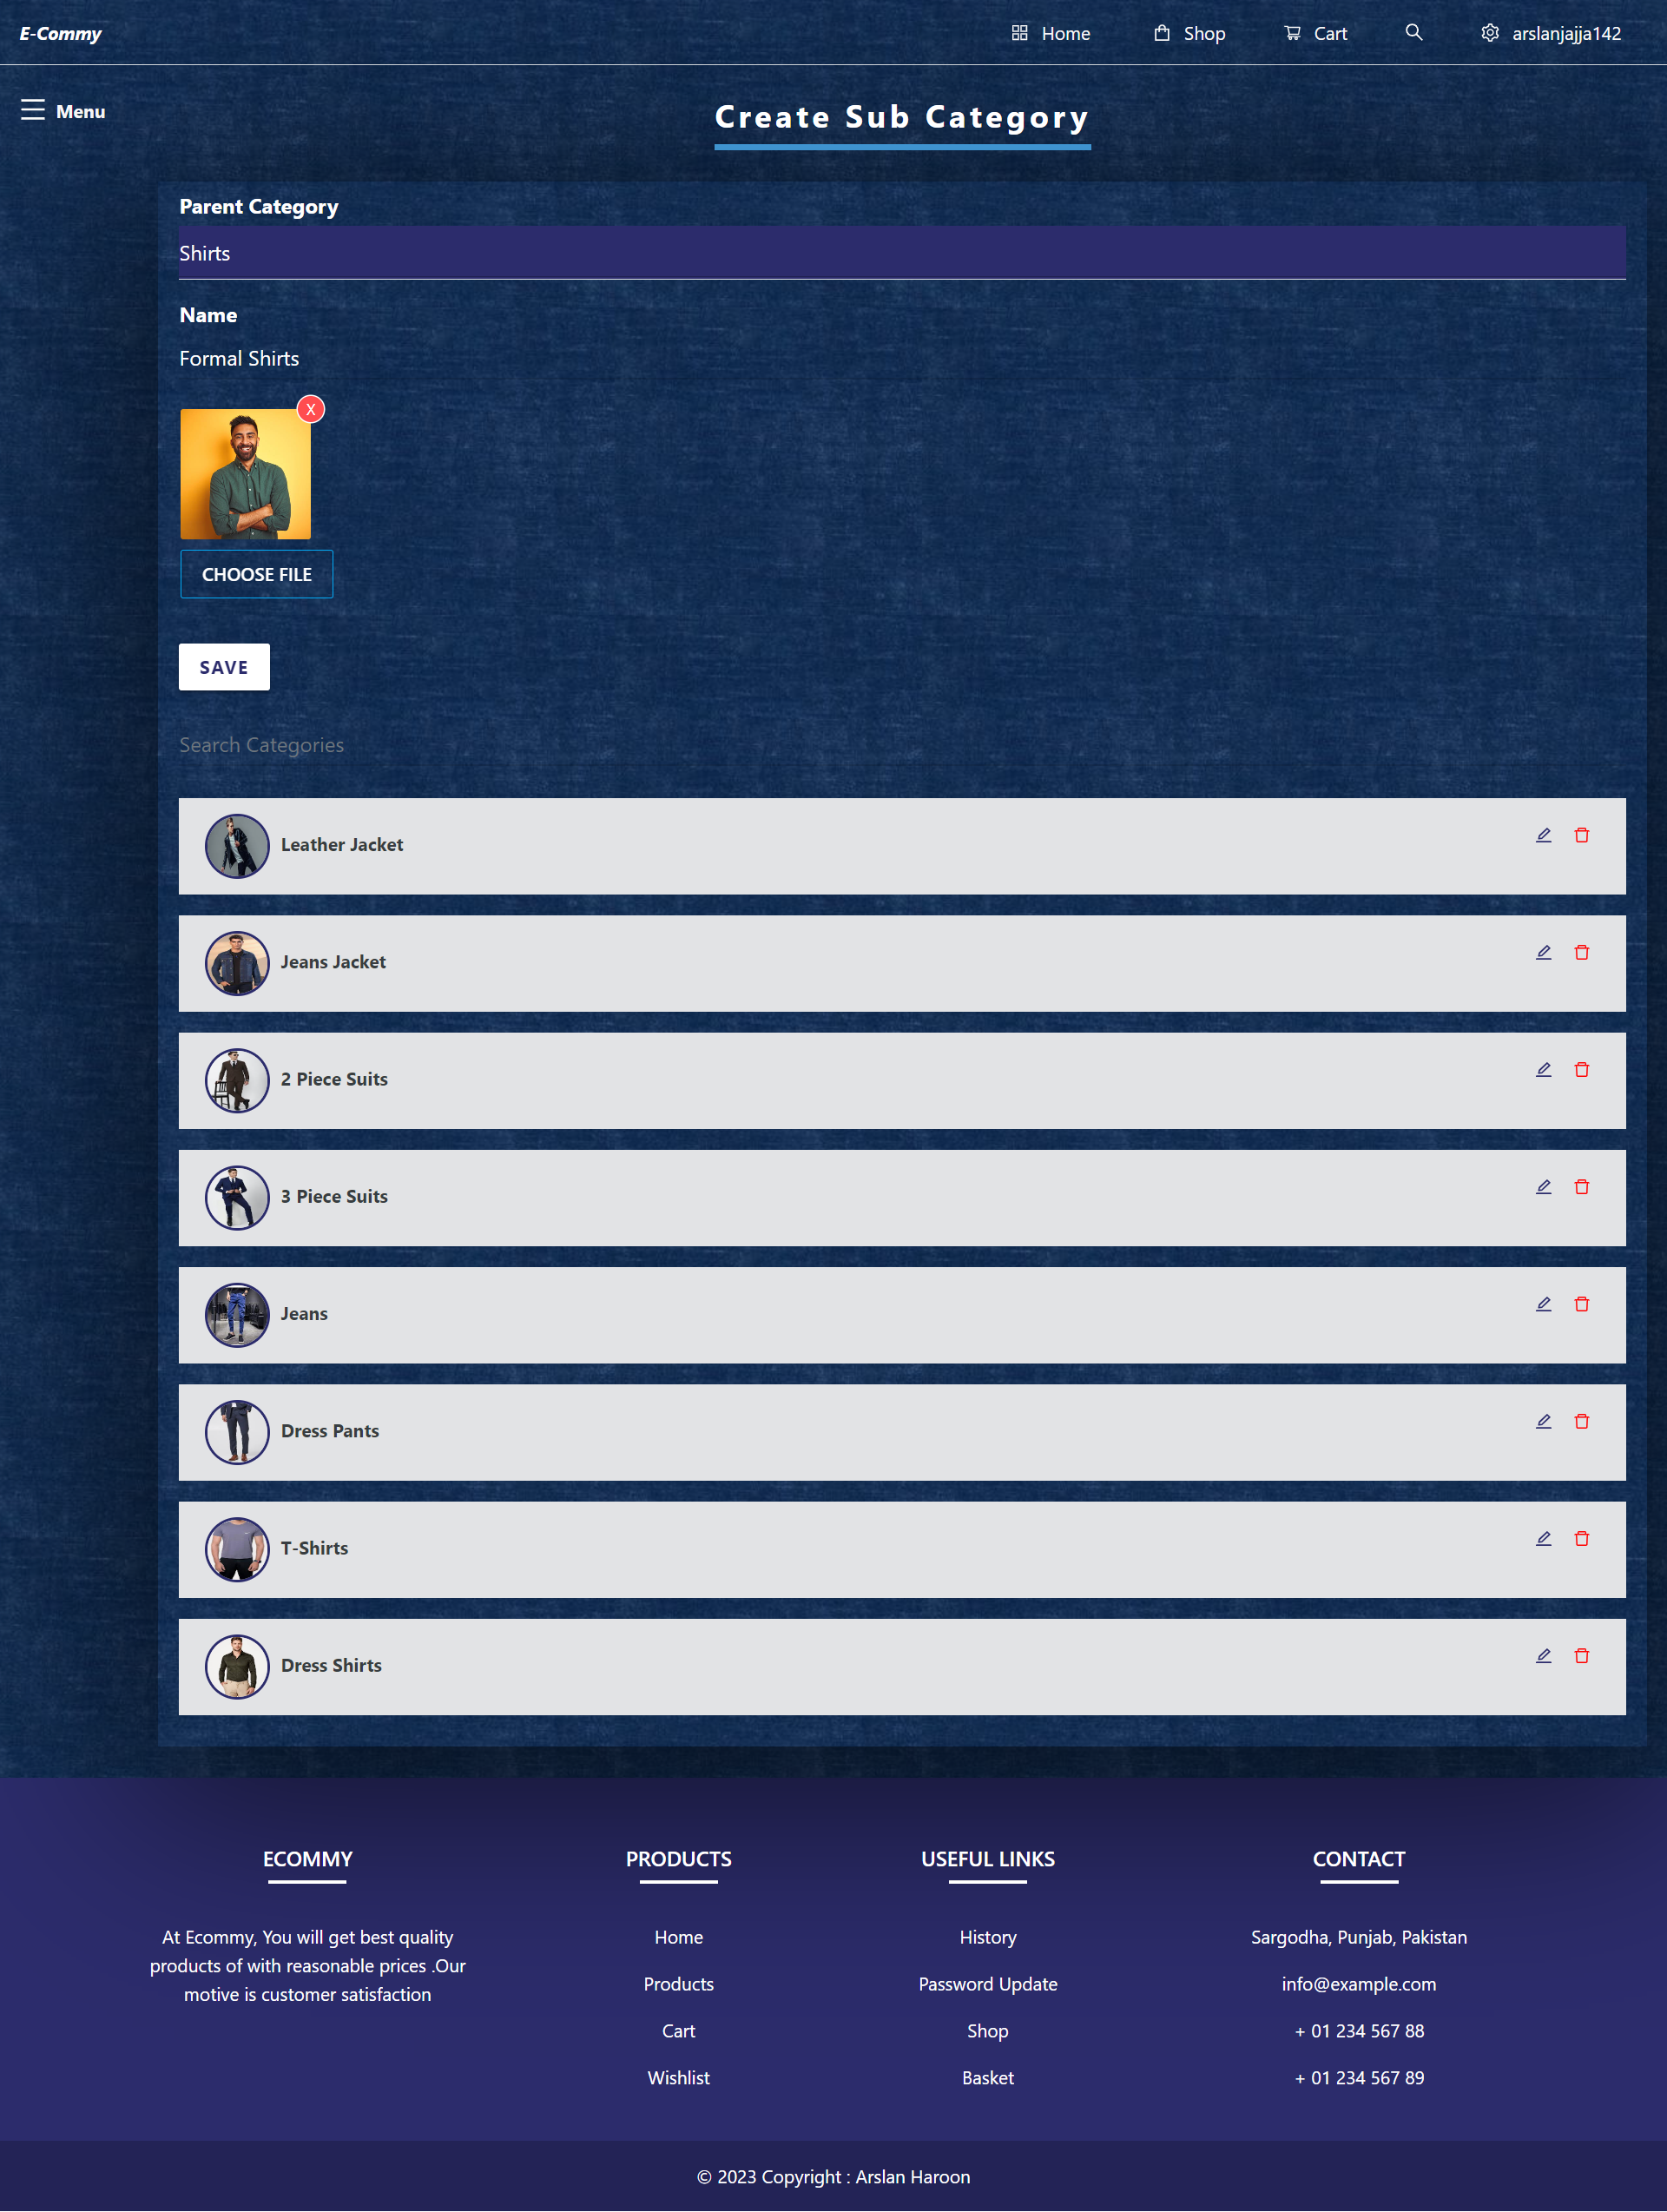 E-Commy
Home
Shop
Cart
arslanjajja142
Menu
Create Sub Category
Parent Category
Shirts
Name
Formal Shirts
X
CHOOSE FILE
SAVE
Search Categories
Leather Jacket
Jeans Jacket
2 Piece Suits
3 Piece Suits
Jeans
Dress Pants
T-Shirts
Dress Shirts
ECOMMY
At Ecommy, You will get best quality
products of with reasonable prices .Our
motive is customer satisfaction
PRODUCTS
Home
Products
Cart
Wishlist
USEFUL LINKS
History
Password Update
Shop
Basket
CONTACT
Sargodha, Punjab, Pakistan
info@example.com
+ 01 234 567 88
+ 01 234 567 89
© 2023 Copyright : Arslan Haroon